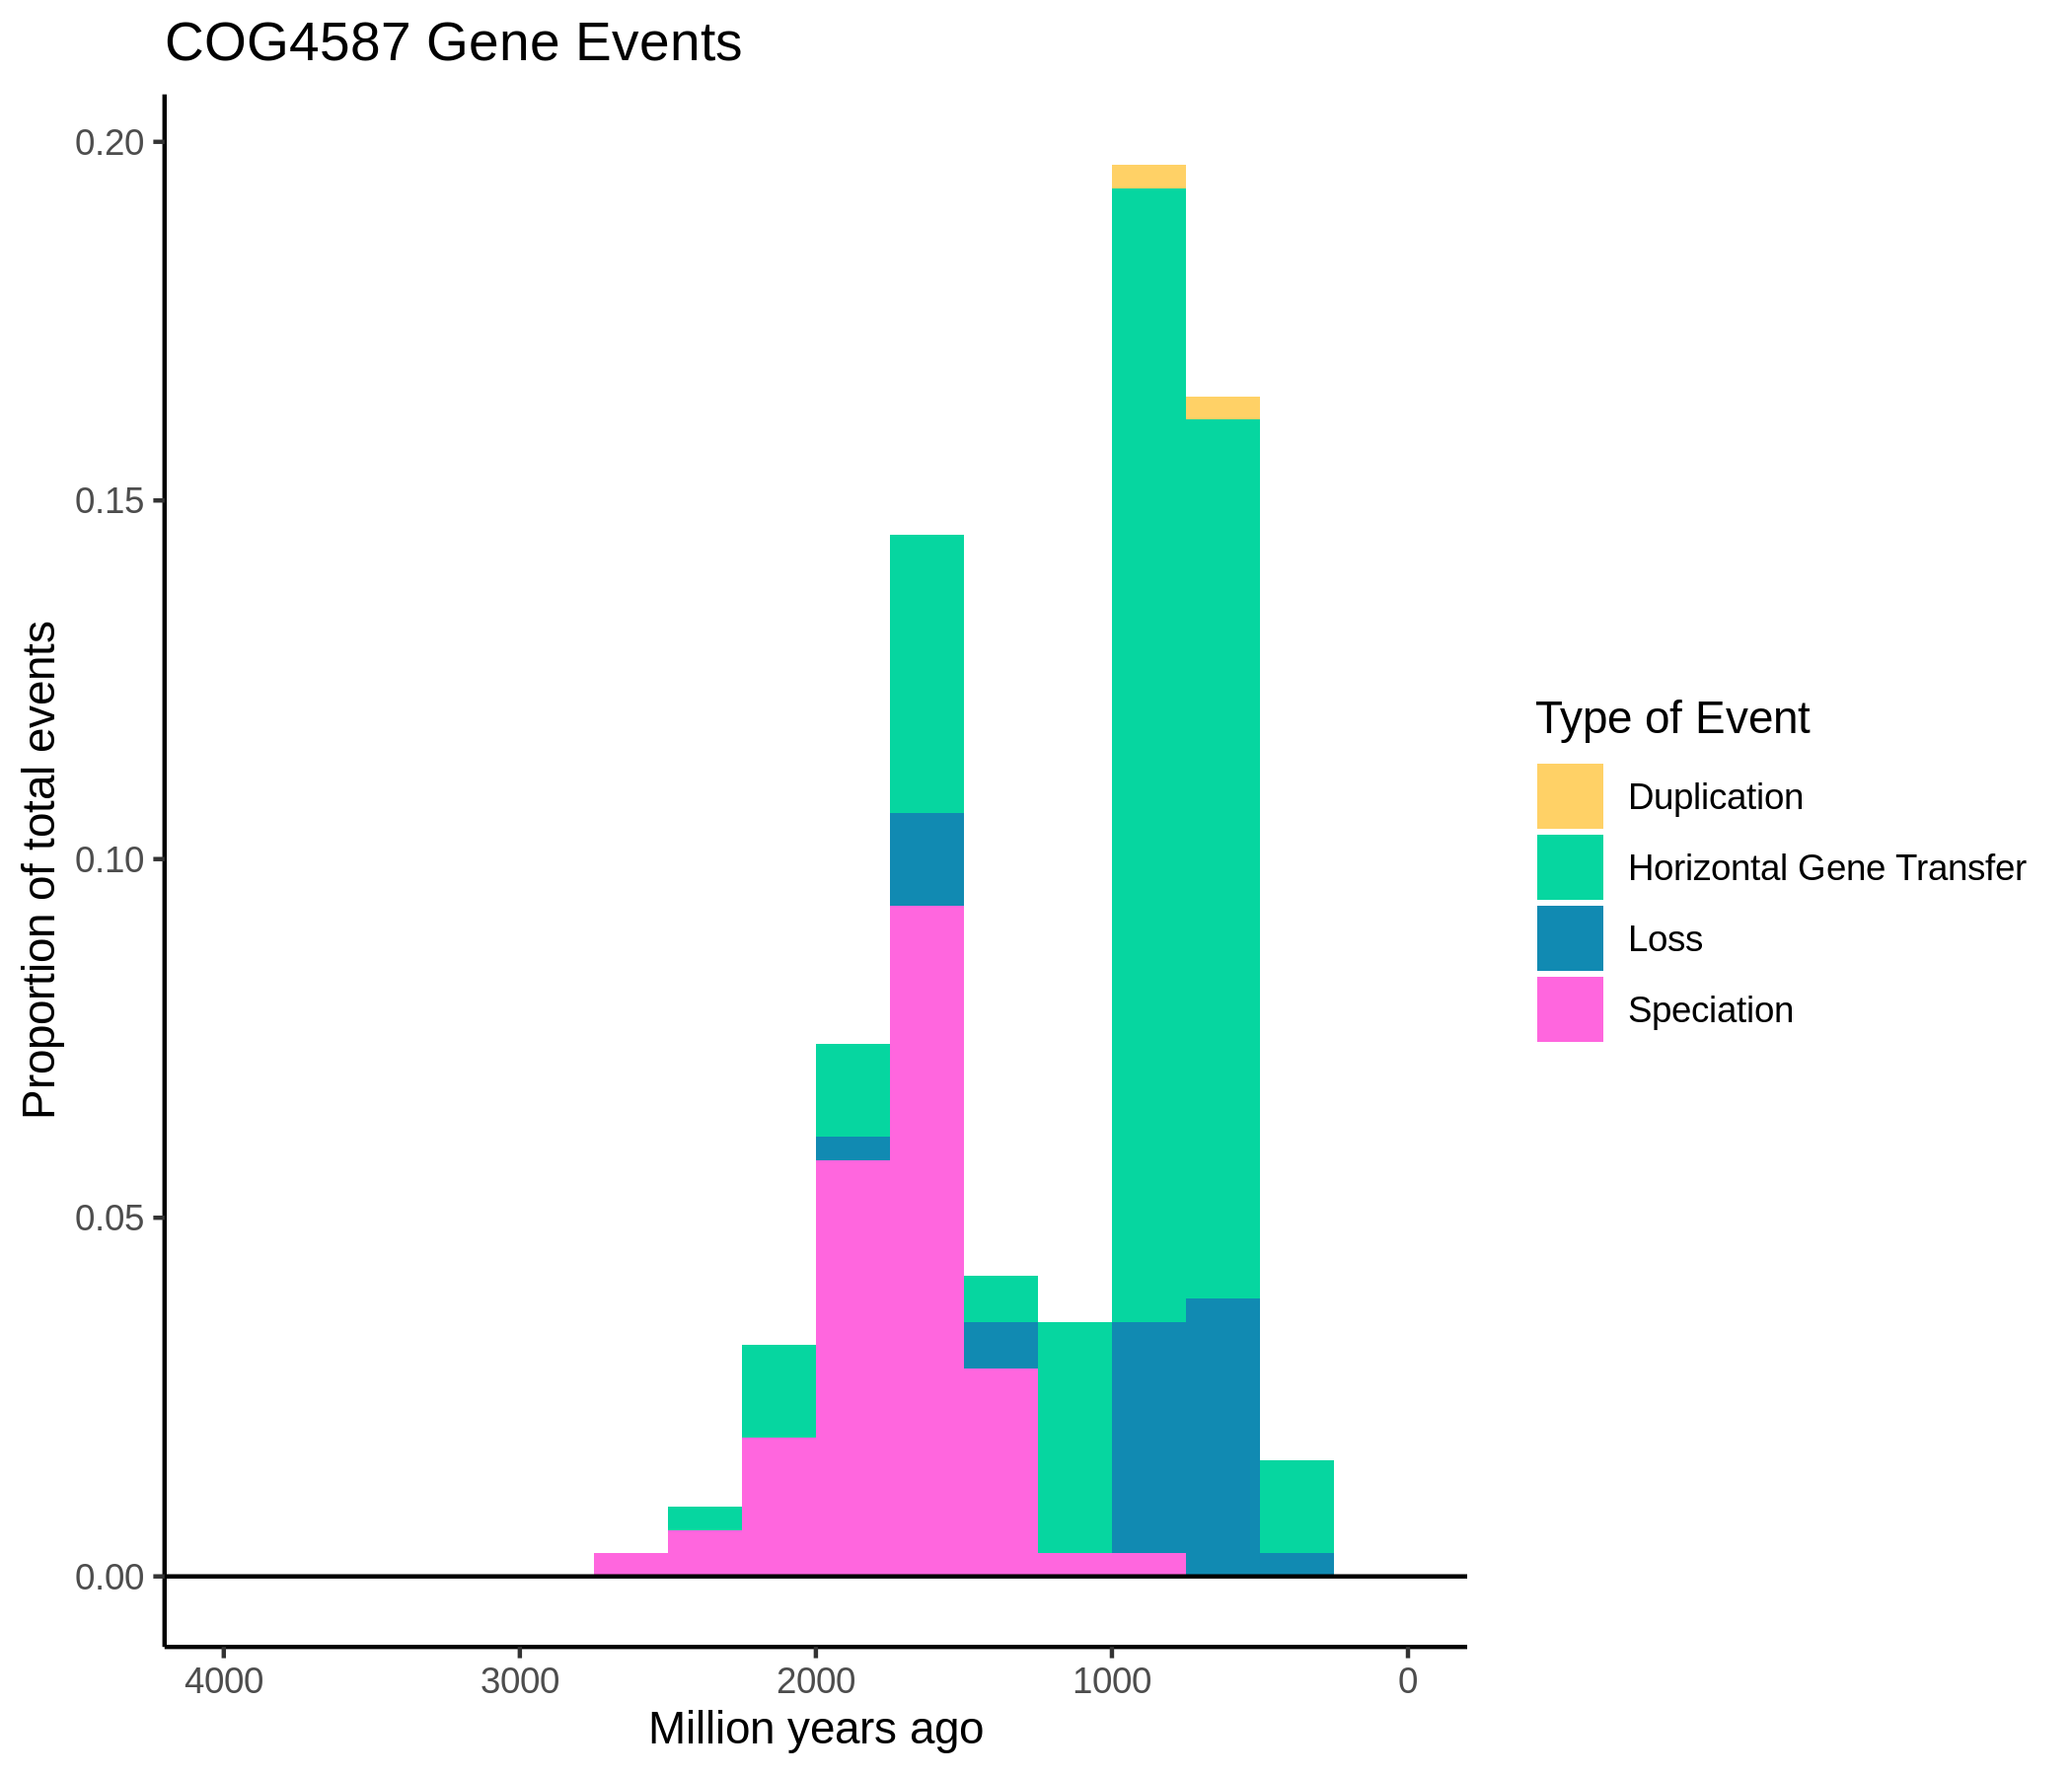 COG4587 Gene Events
0.20
0.15
0.10
0.05
0.00
Proportion of total events
4000 3000 2000 1000 0
Million years ago
Type of Event
Duplication
Horizontal Gene Transfer
Loss
Speciation